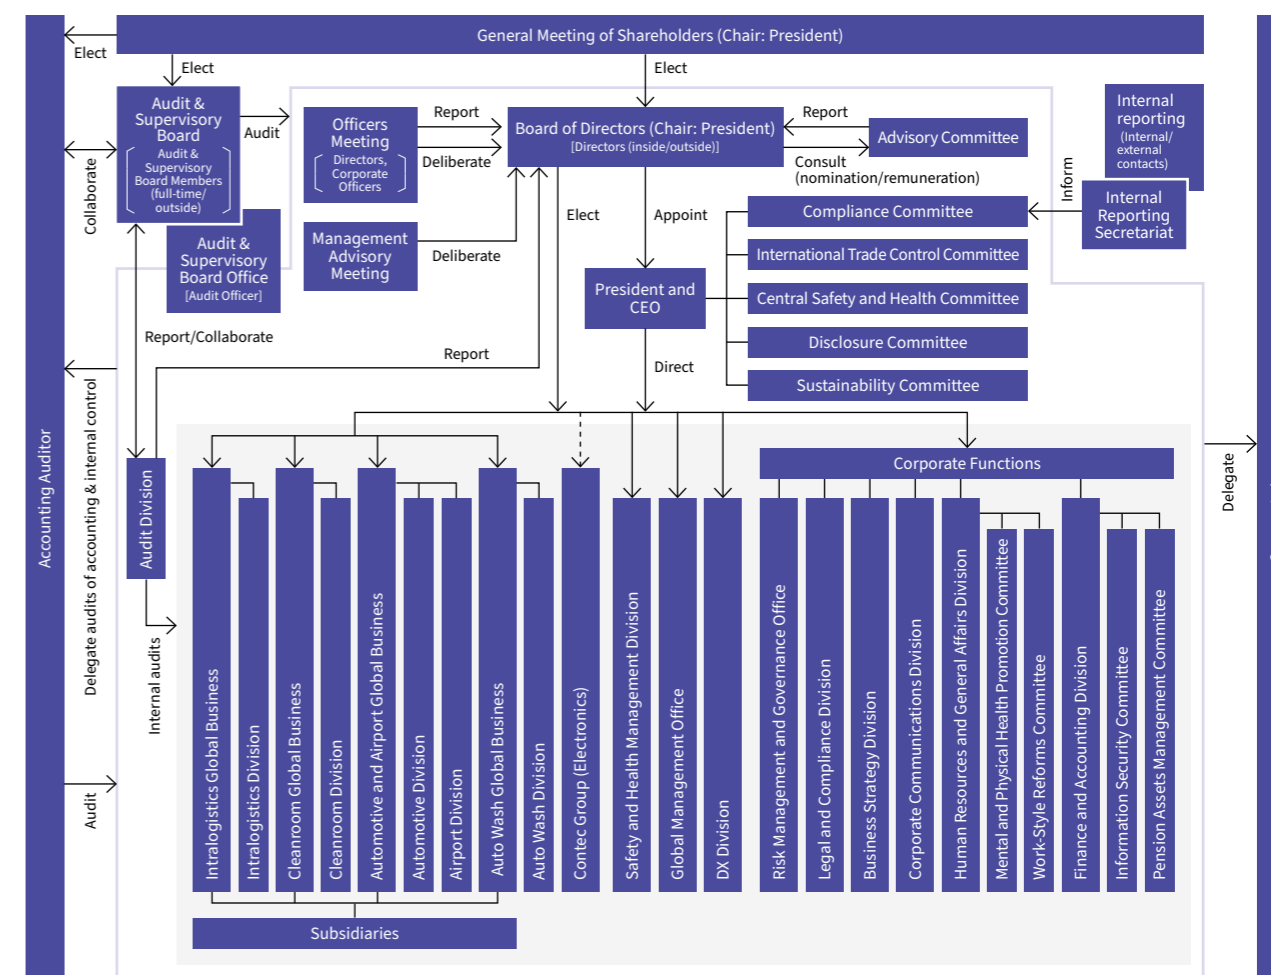 General Meeting of Shareholders (Chair: President)
Elect
Elect
Elect
Audit &
Supervisory
Board
Audit &
Supervisory
Board Members
(full-time/
outside)
Audit
Collaborate
Audit &
Supervisory
Board Office
[Audit Officer]
Officers
Meeting
Directors,
Corporate
Officers
Report
Deliberate
Management
Advisory
Meeting
Deliberate
Board of Directors (Chair: President)
[Directors (inside/outside)]
Report
Consult
(nomination/remuneration)
Advisory Committee
Internal
reporting
(Internal/
external
contacts)
Internal
Reporting
Secretariat
Inform
Elect
Appoint
President and
CEO
Direct
Compliance Committee
International Trade Control Committee
Central Safety and Health Committee
Disclosure Committee
Sustainability Committee
Report/Collaborate
Report
Accounting Auditor
Delegate audits of accounting & internal control
Audit
Audit Division
Internal audits
Delegate
Intralogistics Global Business
Intralogistics Division
Cleanroom Global Business
Cleanroom Division
Automotive and Airport Global Business
Automotive Division
Airport Division
Auto Wash Global Business
Auto Wash Division
Contec Group (Electronics)
Safety and Health Management Division
Global Management Office
DX Division
Corporate Functions
Risk Management and Governance Office
Legal and Compliance Division
Business Strategy Division
Corporate Communications Division
Human Resources and General Affairs Division
Mental and Physical Health Promotion Committee
Work-Style Reforms Committee
Finance and Accounting Division
Information Security Committee
Pension Assets Management Committee
Subsidiaries